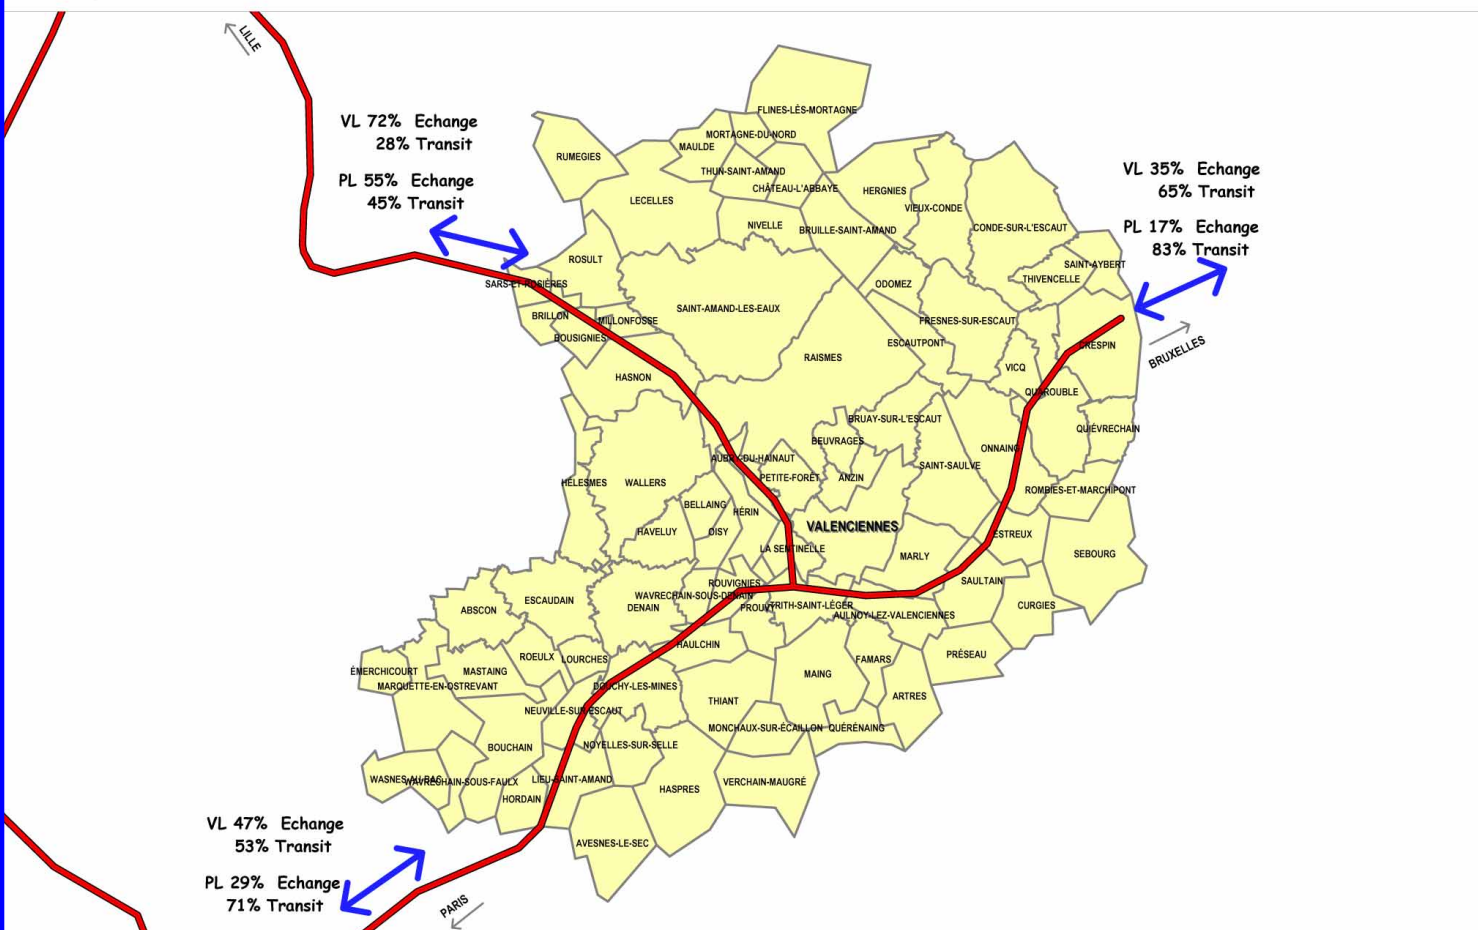 LILLE
VL 72% Echange
28% Transit
PL 55% Echange
45% Transit
VL 35% Echange
65% Transit
PL 17% Echange
83% Transit
BRUXELLES
FLINES-LÈS-MORTAGNE
MORTAGNE-DU-NORD
MAULDE
RUMEGIES
THUN-SAINT-AMAND
CHÂTEAU-L'ABBAYE
HERGNIES
LECELLES
VIEUX-CONDE
NIVELLE
BRUILLE-SAINT-AMAND
CONDE-SUR-L'ESCAUT
ROSULT
SAINT-AYBERT
THIVENCELLE
SARS-ET-ROSIÈRES
ODOMEZ
SAINT-AMAND-LES-EAUX
BRILLON
MILLONFOSSE
FRESNES-SUR-ESCAUT
BOUSIGNIES
ESCAUTPONT
CRESPIN
RAISMES
VICQ
HASNON
QUAROUBLE
BRUAY-SUR-L'ESCAUT
QUIÉVRECHAIN
BEUVRAGES
ONNAING
AUBRY-DU-HAINAUT
SAINT-SAULVE
PETITE-FORÊT
ANZIN
HÉLESMES
WALLERS
ROMBIES-ET-MARCHIPONT
BELLAING
HÉRIN
VALENCIENNES
HAVELUY
OISY
ESTREUX
LA SENTINELLE
MARLY
SEBOURG
ROUVIGNIES
SAULTAIN
WAVRECHAIN-SOUS-DENAIN
ESCAUDAIN
DENAIN
PROUVY
TRITH-SAINT-LÉGER
CURGIES
ABSCON
AULNOY-LEZ-VALENCIENNES
HAULCHIN
PRÉSEAU
ROEULX
LOURCHES
FAMARS
ÉMERCHICOURT
MASTAING
MAING
MARQUETTE-EN-OSTREVANT
DOUCHY-LES-MINES
ARTRES
THIANT
NEUVILLE-SUR-ESCAUT
MONCHAUX-SUR-ÉCAILLON
QUÉRÉNAING
BOUCHAIN
NOYELLES-SUR-SELLE
WASNES-AU-BAC
WAVRECHAIN-SOUS-FAULX
LIEU-SAINT-AMAND
VERCHAIN-MAUGRÉ
HASPRES
HORDAIN
AVESNES-LE-SEC
VL 47% Echange
53% Transit
PL 29% Echange
71% Transit
PARIS